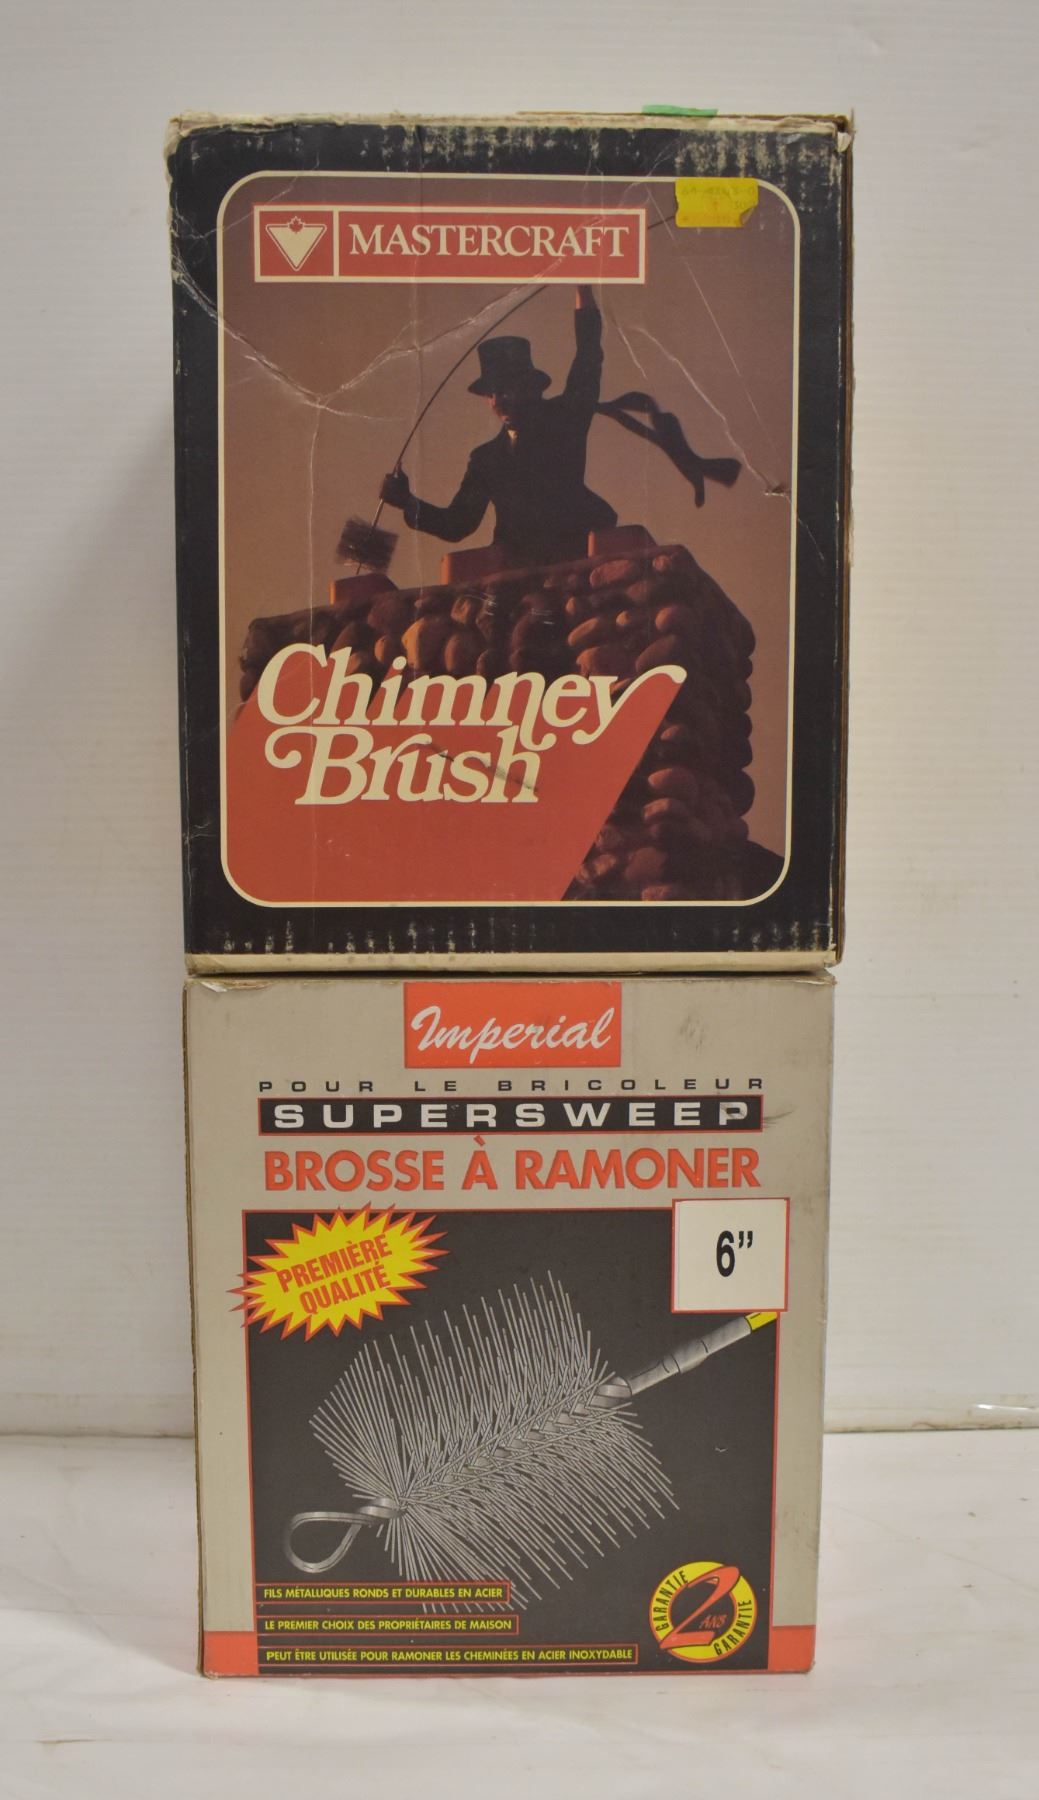 MASTERCRAFT
Chimney
Brush
Imperial
POUR LE BRICOLEUR
SUPERSWEEP
BROSSE À RAMONER
PREMIÈRE
QUALITÉ
6"
FILS MÉTALLIQUES RONDS ET DURABLES EN ACIER
LE PREMIER CHOIX DES PROPRIÉTAIRES DE MAISON
PEUT ÊTRE UTILISÉE POUR RAMONER LES CHEMINÉES EN ACIER INOXYDABLE
GARANTIE
2 ANS
GARANTIE